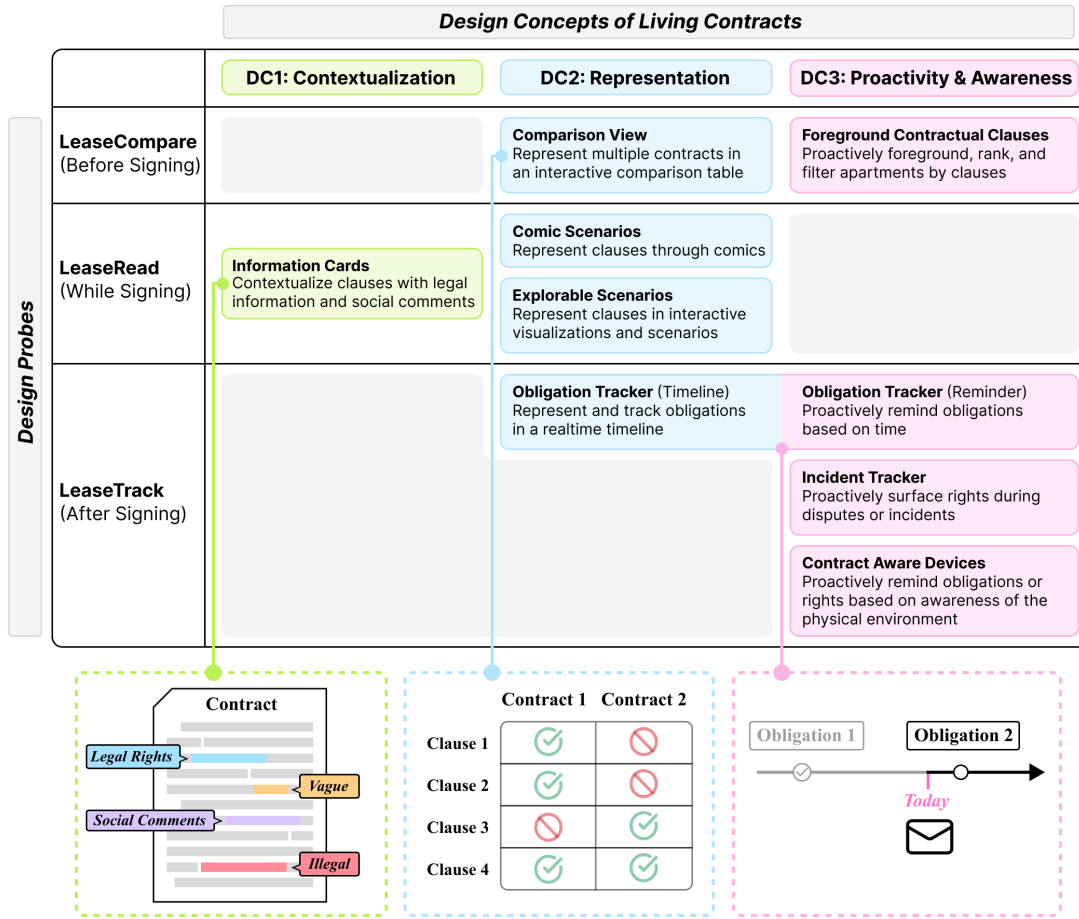 Design Concepts of Living Contracts
DC1: Contextualization
DC2: Representation
DC3: Proactivity & Awareness
Design Probes
LeaseCompare
(Before Signing)
Comparison View
Represent multiple contracts in
an interactive comparison table
Foreground Contractual Clauses
Proactively foreground, rank, and
filter apartments by clauses
LeaseRead
(While Signing)
Information Cards
Contextualize clauses with legal
information and social comments
Comic Scenarios
Represent clauses through comics
Explorable Scenarios
Represent clauses in interactive
visualizations and scenarios
LeaseTrack
(After Signing)
Obligation Tracker (Timeline)
Represent and track obligations
in a realtime timeline
Obligation Tracker (Reminder)
Proactively remind obligations
based on time
Incident Tracker
Proactively surface rights during
disputes or incidents
Contract Aware Devices
Proactively remind obligations or
rights based on awareness of the
physical environment
Contract
Legal Rights
Vague
Social Comments
Illegal
Contract 1 Contract 2
Clause 1
Clause 2
Clause 3
Clause 4
Obligation 1
Obligation 2
Today